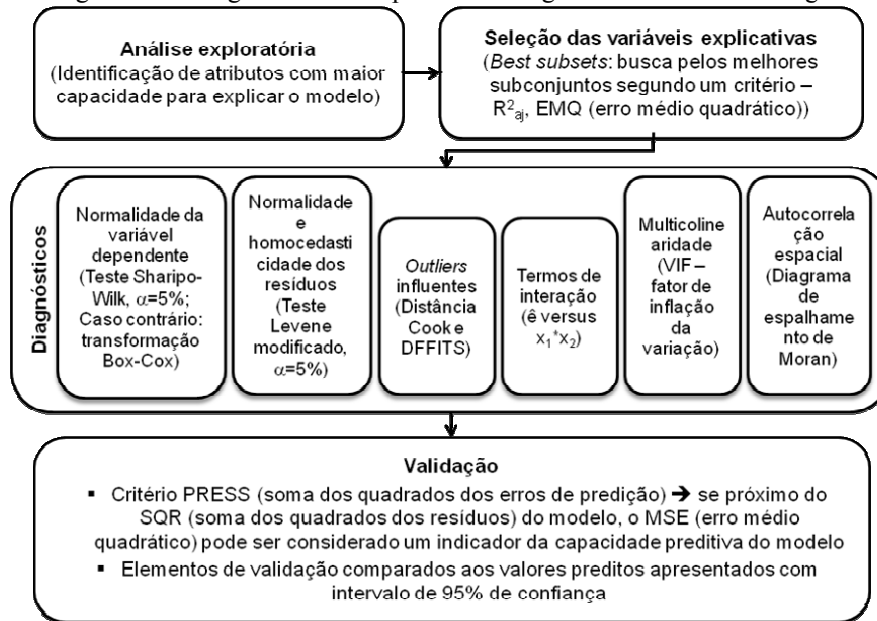 Análise exploratória
(Identificação de atributos com maior
capacidade para explicar o modelo)
Seleção das variáveis explicativas
(Best subsets: busca pelos melhores
subconjuntos segundo um critério –
R²aj, EMQ (erro médio quadrático))
Diagnósticos
Normalidade da
variável
dependente
(Teste Sharipo-
Wilk, α=5%;
Caso contrário:
transformação
Box-Cox)
Normalidade
e
homocedasti
cidade dos
resíduos
(Teste
Levene
modificado,
α=5%)
Outliers
influentes
(Distância
Cook e
DFFITS)
Termos de
interação
(ê versus
x1*x2)
Multicoline
aridade
(VIF –
fator de
inflação
da
variação)
Autocorrela
ção
espacial
(Diagrama
de
espalhame
nto de
Moran)
Validação
▪ Critério PRESS (soma dos quadrados dos erros de predição) ➔ se próximo do
SQR (soma dos quadrados dos resíduos) do modelo, o MSE (erro médio
quadrático) pode ser considerado um indicador da capacidade preditiva do modelo
▪ Elementos de validação comparados aos valores preditos apresentados com
intervalo de 95% de confiança